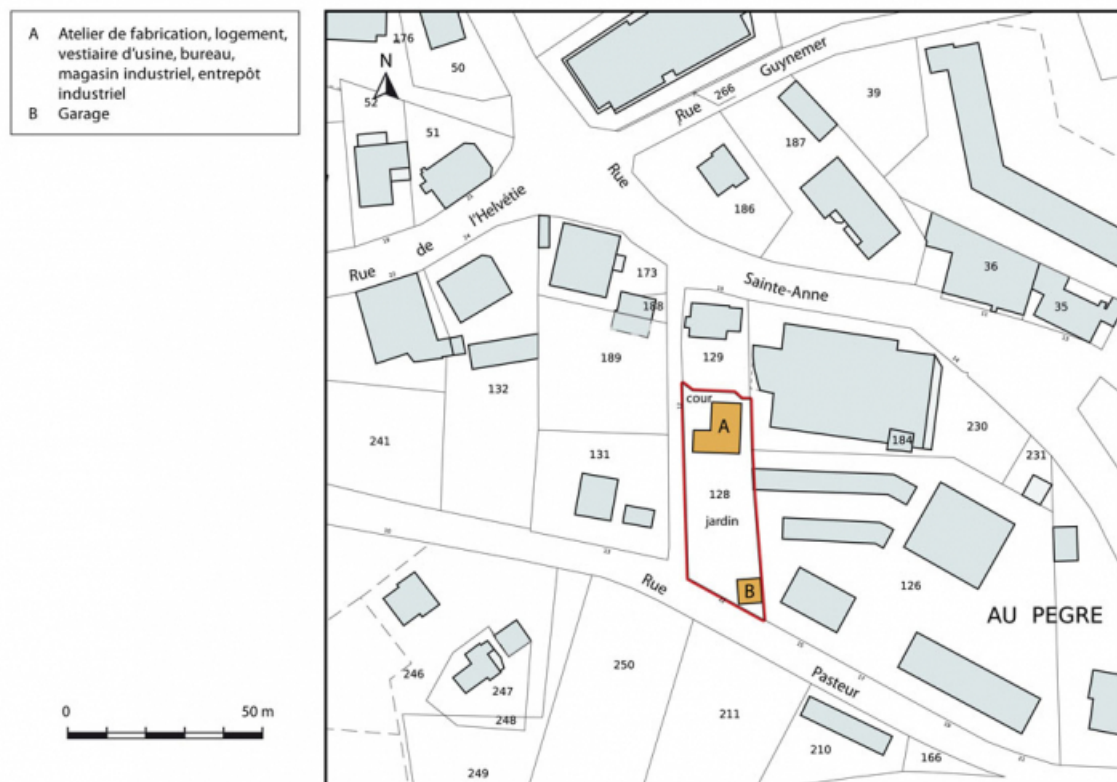 A Atelier de fabrication, logement,
vestiaire d'usine, bureau,
magasin industriel, entrepôt
industriel
B Garage
N
0 50 m
176
50
52
51
Rue Guynemer
266
39
187
186
Rue Sainte-Anne
Rue de l'Helvétie
173
188
36
35
189
129
132
cour
A
184
230
241
131
231
128
jardin
B
126
AU PEGRE
Rue Pasteur
246
247
248
250
211
210
166
249